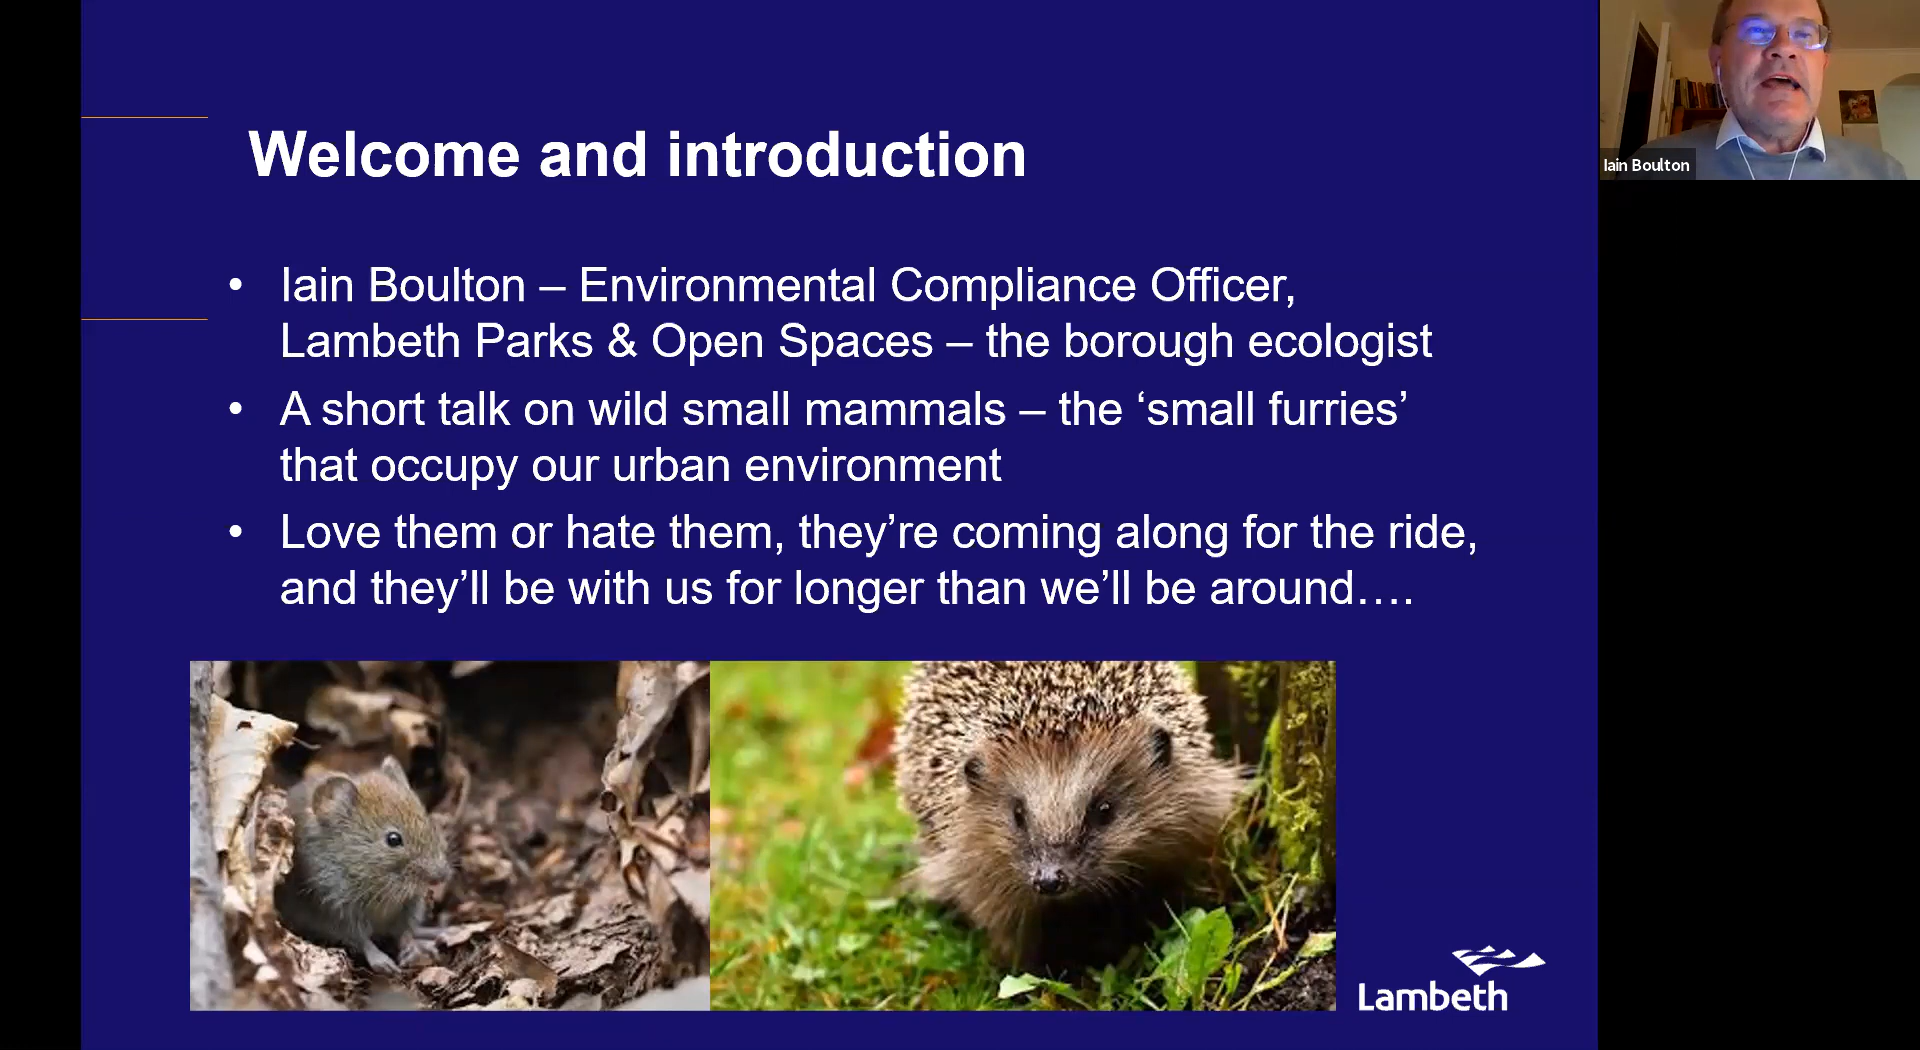 Welcome and introduction
• Iain Boulton – Environmental Compliance Officer,
Lambeth Parks & Open Spaces – the borough ecologist
• A short talk on wild small mammals – the ‘small furries’
that occupy our urban environment
• Love them or hate them, they’re coming along for the ride,
and they’ll be with us for longer than we’ll be around….
Lambeth
Iain Boulton